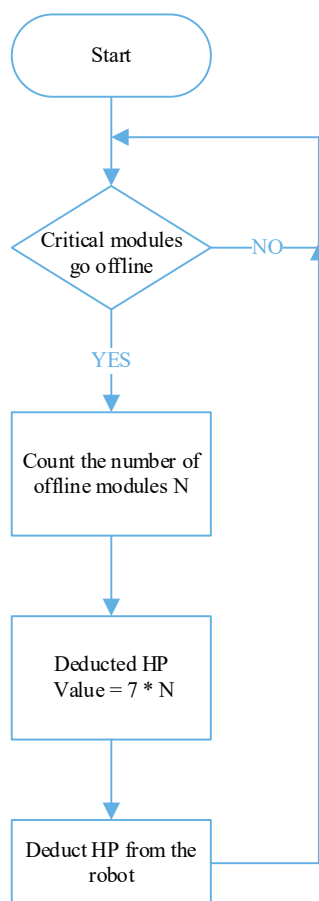 Start
Critical modules
go offline
NO
YES
Count the number of
offline modules N
Deducted HP
Value = 7 * N
Deduct HP from the
robot